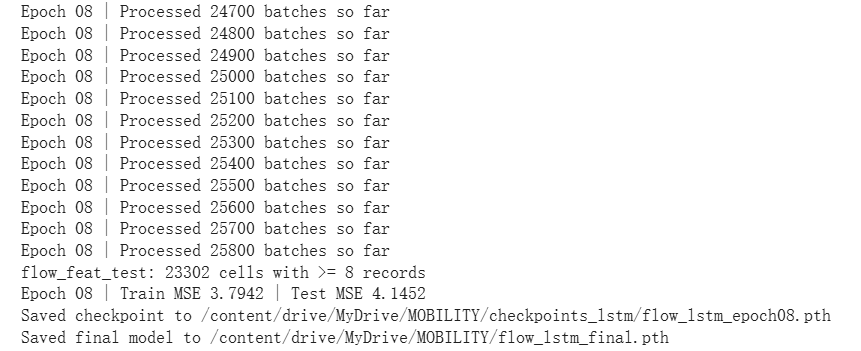 Epoch 08 | Processed 24700 batches so far
Epoch 08 | Processed 24800 batches so far
Epoch 08 | Processed 24900 batches so far
Epoch 08 | Processed 25000 batches so far
Epoch 08 | Processed 25100 batches so far
Epoch 08 | Processed 25200 batches so far
Epoch 08 | Processed 25300 batches so far
Epoch 08 | Processed 25400 batches so far
Epoch 08 | Processed 25500 batches so far
Epoch 08 | Processed 25600 batches so far
Epoch 08 | Processed 25700 batches so far
Epoch 08 | Processed 25800 batches so far
flow_feat_test: 23302 cells with >= 8 records
Epoch 08 | Train MSE 3.7942 | Test MSE 4.1452
Saved checkpoint to /content/drive/MyDrive/MOBILITY/checkpoints_lstm/flow_lstm_epoch08.pth
Saved final model to /content/drive/MyDrive/MOBILITY/flow_lstm_final.pth